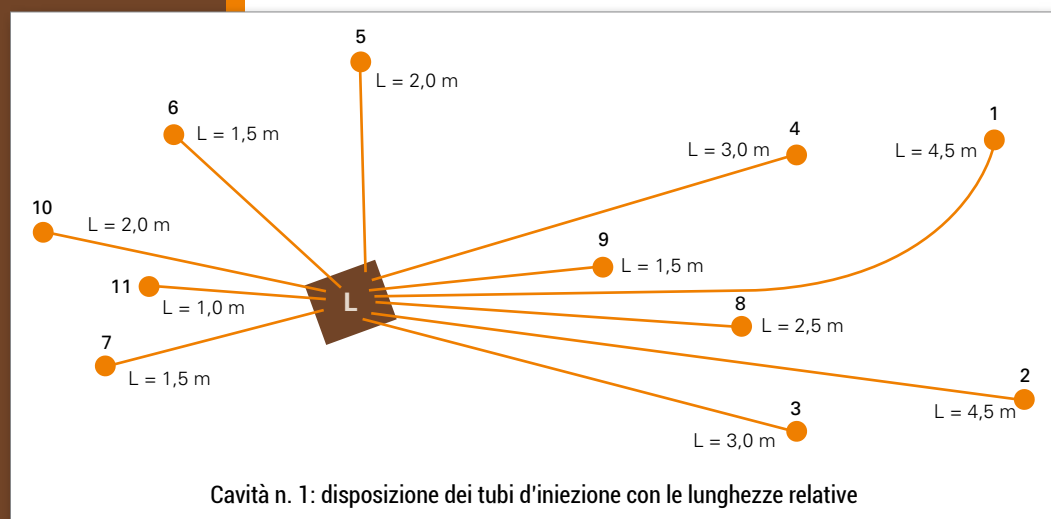 5
L = 2,0 m
6
L = 1,5 m
4
L = 3,0 m
1
L = 4,5 m
10
L = 2,0 m
9
L = 1,5 m
11
L = 1,0 m
L
8
L = 2,5 m
7
L = 1,5 m
2
L = 4,5 m
3
L = 3,0 m
Cavità n. 1: disposizione dei tubi d'iniezione con le lunghezze relative